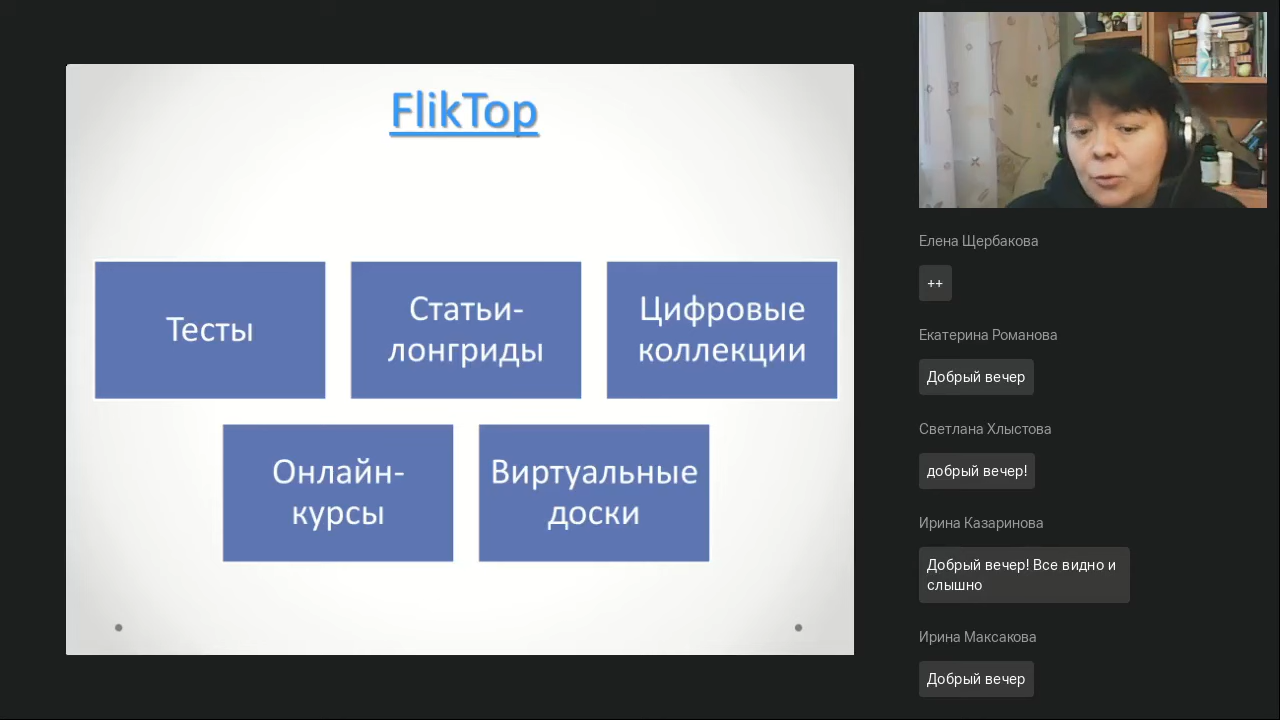 FlikTop
Тесты
Статьи-
лонгриды
Цифровые
коллекции
Онлайн-
курсы
Виртуальные
доски
Елена Щербакова
++
Екатерина Романова
Добрый вечер
Светлана Хлыстова
добрый вечер!
Ирина Казаринова
Добрый вечер! Все видно и
слышно
Ирина Максакова
Добрый вечер